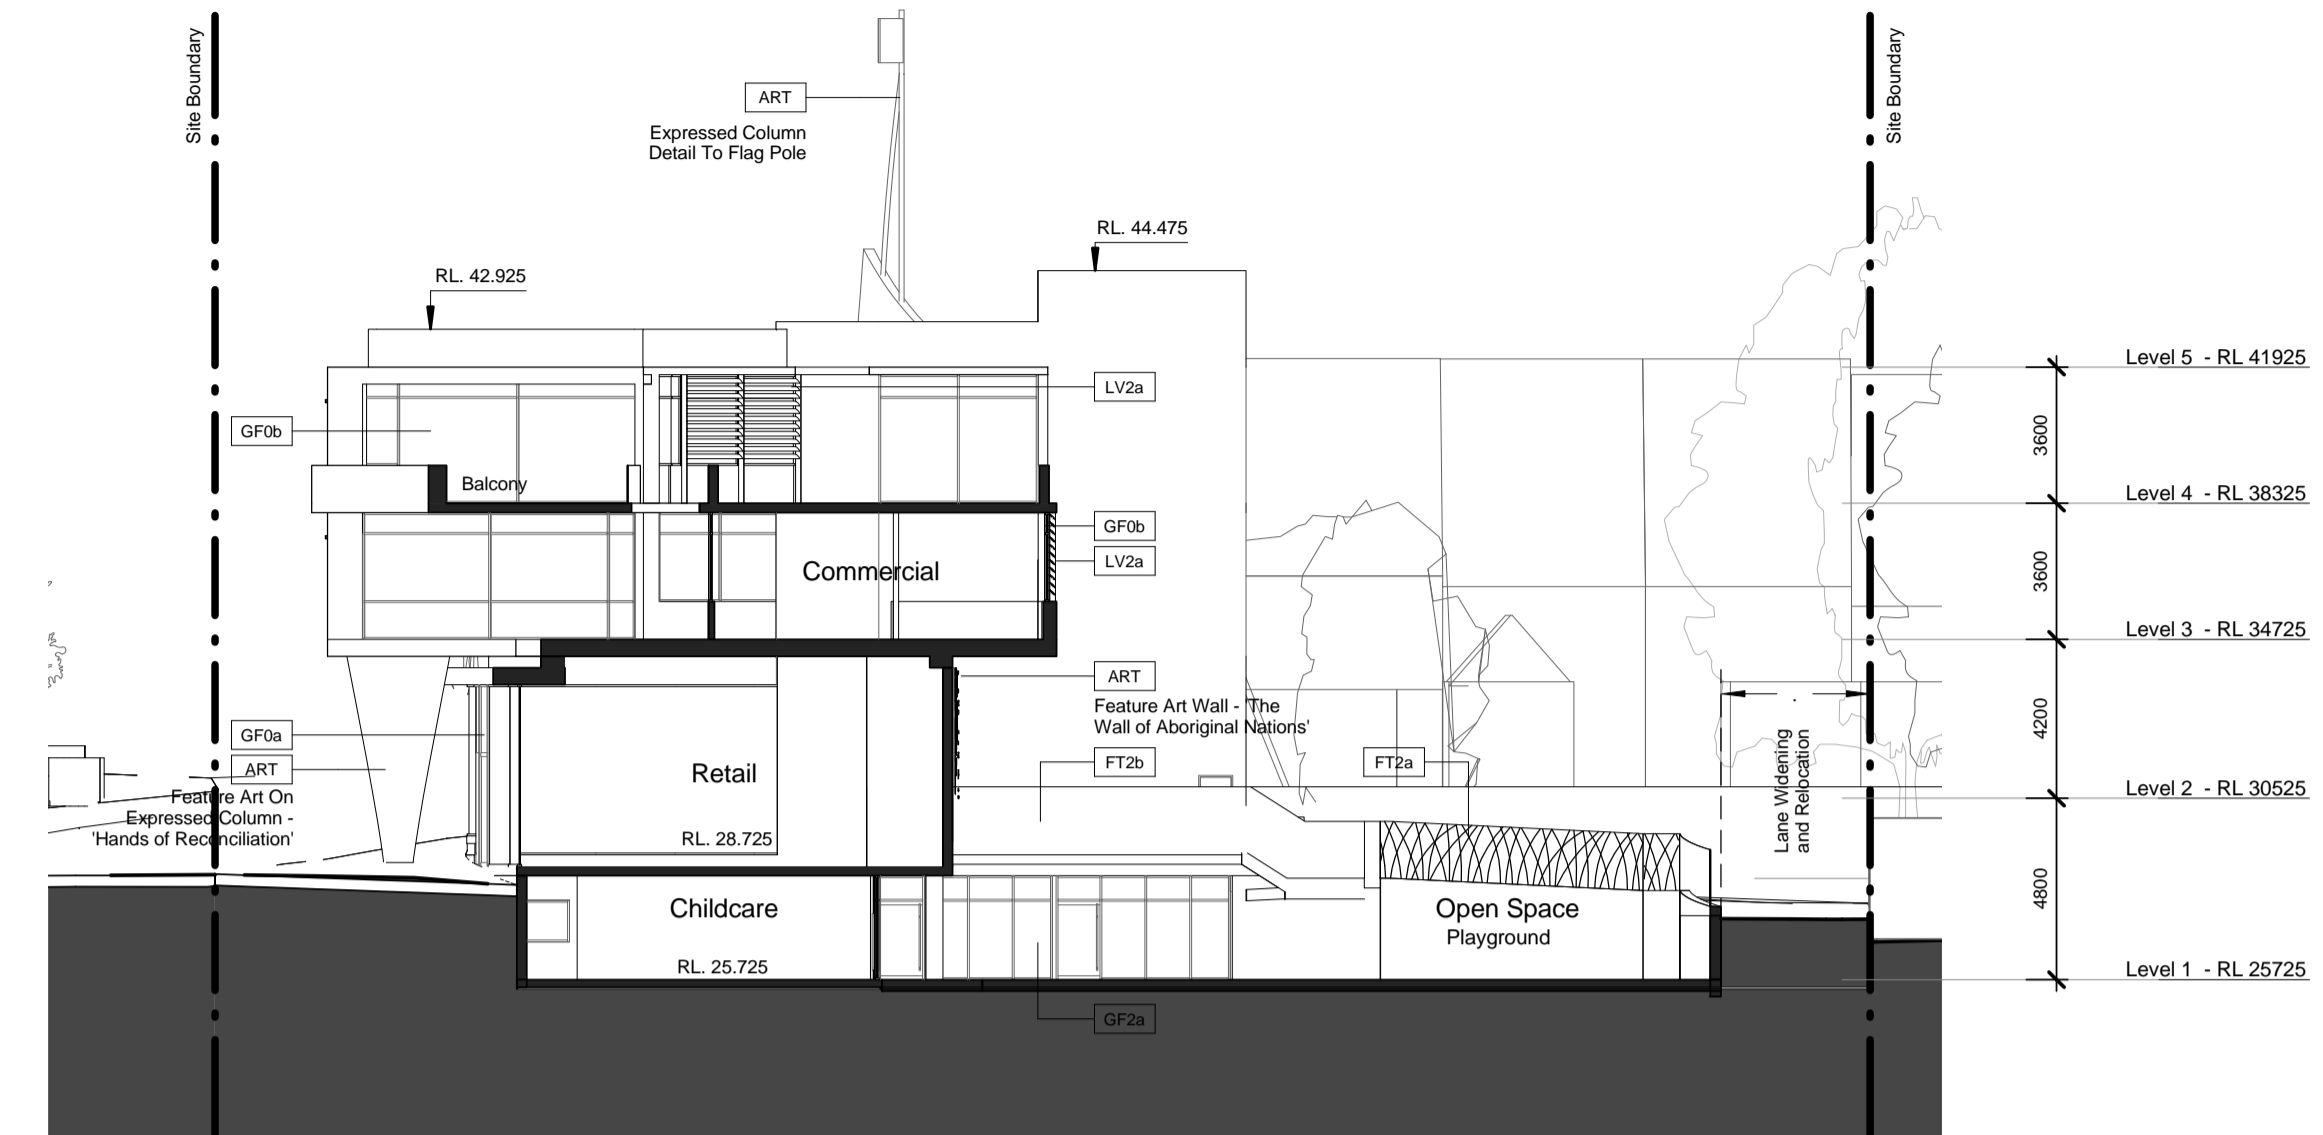 Site Boundary
Site Boundary
ART
Expressed Column
Detail To Flag Pole
RL. 44.475
RL. 42.925
Level 5 - RL 41925
LV2a
GF0b
3600
Balcony
Level 4 - RL 38325
GF0b
LV2a
Commercial
3600
Level 3 - RL 34725
ART
Feature Art Wall - 'The
Wall of Aboriginal Nations'
GF0a
ART
Feature Art On
Expressed Column -
'Hands of Reconciliation'
Retail
RL. 28.725
FT2b
FT2a
Lane Widening
and Relocation
4200
Level 2 - RL 30525
Childcare
RL. 25.725
Open Space
Playground
4800
Level 1 - RL 25725
GF2a